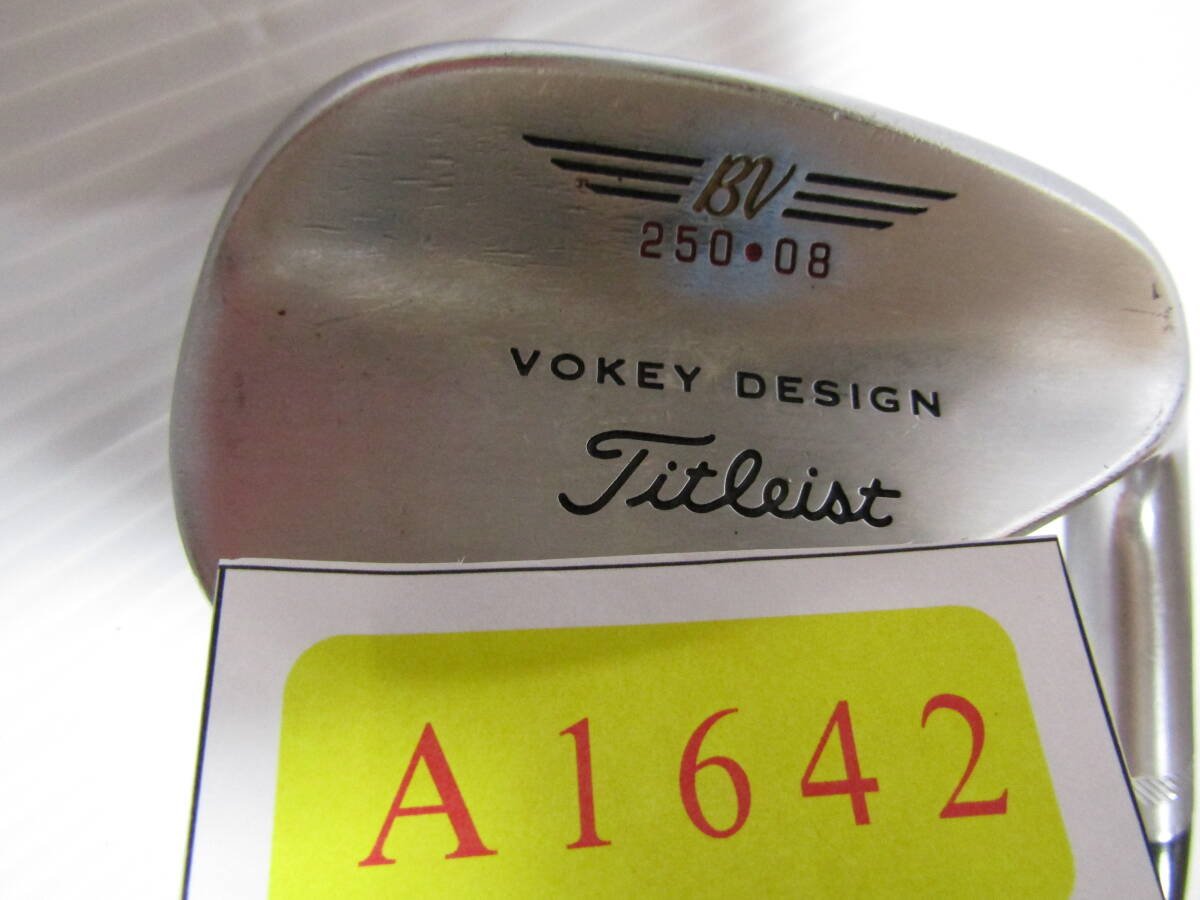 BV
250•08
VOKEY DESIGN
Titleist
A1642